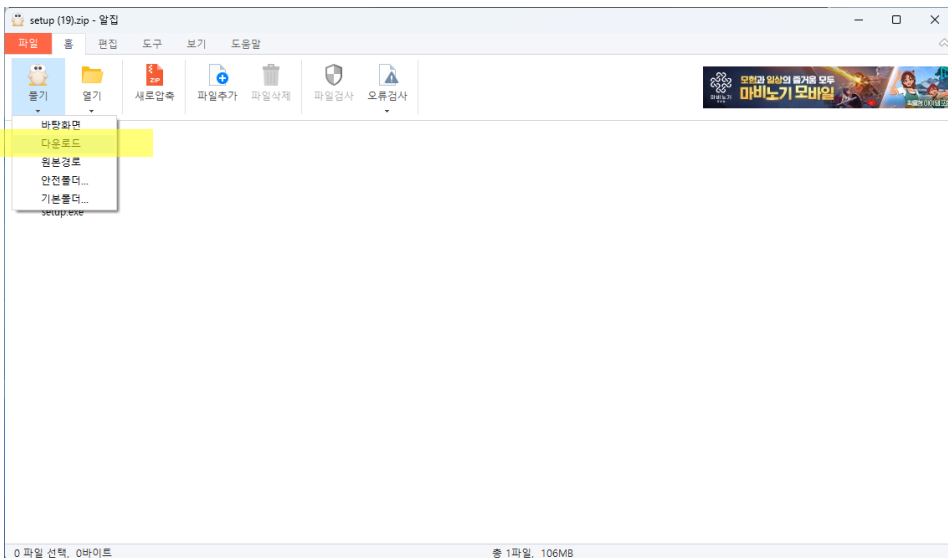 setup (19).zip - 알집
파일 홈 편집 도구 보기 도움말
풀기 열기 새로압축 파일추가 파일삭제 파일검사 오류검사
ZIP
모험과 일상의 즐거움 모두
마비노기 모바일
바탕화면
다운로드
원본경로
안전폴더...
기본폴더...
setup.exe
0 파일 선택, 0바이트 총 1파일, 106MB